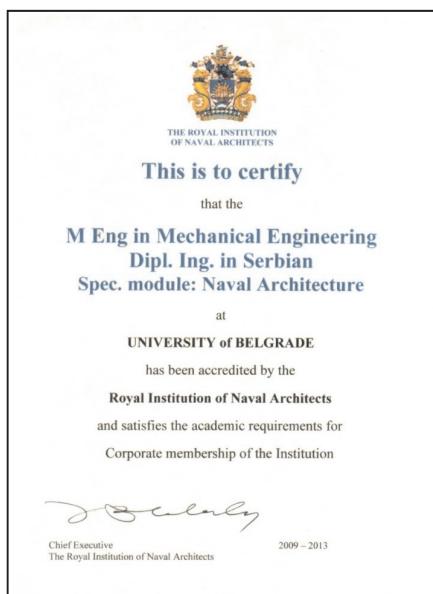 THE ROYAL INSTITUTION
OF NAVAL ARCHITECTS
This is to certify
that the
M Eng in Mechanical Engineering
Dipl. Ing. in Serbian
Spec. module: Naval Architecture
at
UNIVERSITY of BELGRADE
has been accredited by the
Royal Institution of Naval Architects
and satisfies the academic requirements for
Corporate membership of the Institution
Chief Executive 2009 – 2013
The Royal Institution of Naval Architects